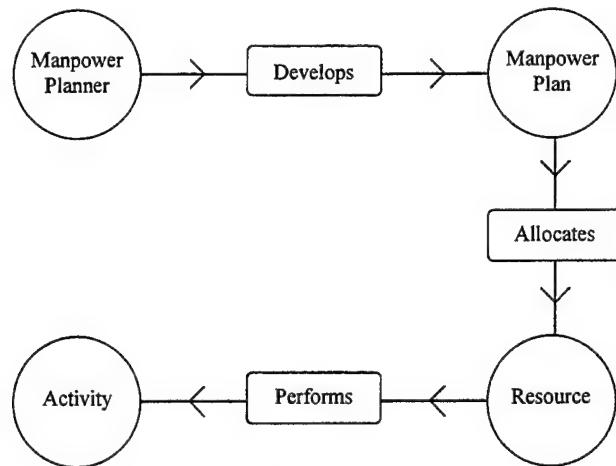 Manpower
Planner
Develops
Manpower
Plan
Allocates
Resource
Performs
Activity